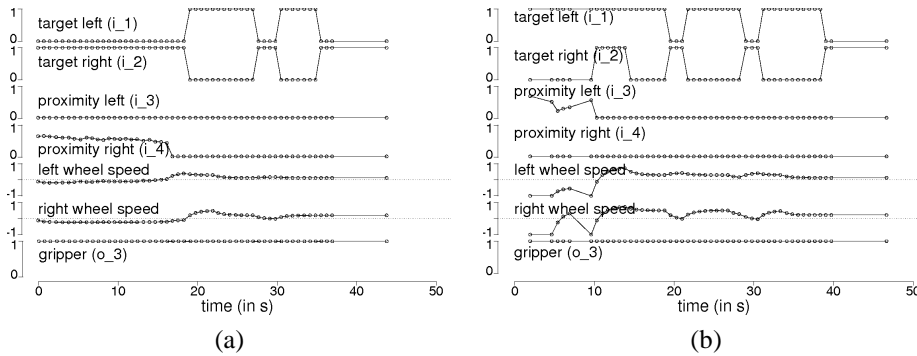 1
target left (i_1)
0
1
target right (i_2)
0
1
proximity left (i_3)
0
1
proximity right (i_4)
0
1
left wheel speed
-1
1
right wheel speed
-1
1
gripper (o_3)
0
0 10 20 30 40 50
time (in s)
(a)
1
target left (i_1)
0
1
target right (i_2)
0
1
proximity left (i_3)
0
1
proximity right (i_4)
0
1
left wheel speed
-1
1
right wheel speed
-1
1
gripper (o_3)
0
0 10 20 30 40 50
time (in s)
(b)